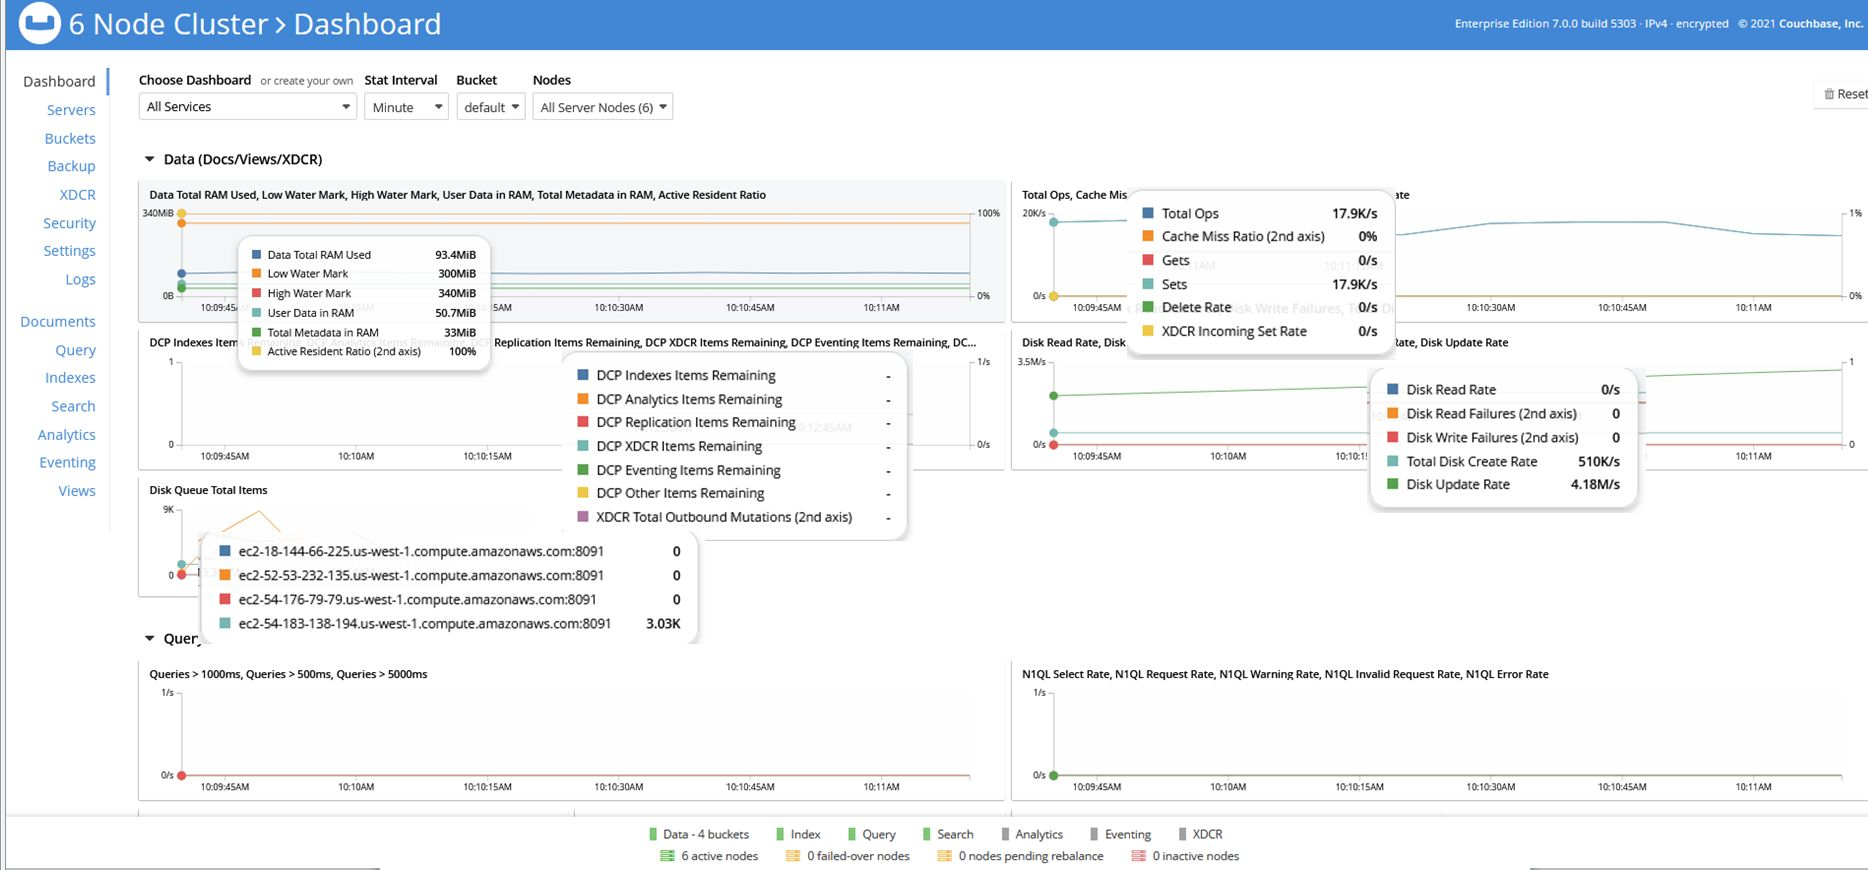 6 Node Cluster > Dashboard
Enterprise Edition 7.0.0 build 5303 · IPv4 · encrypted © 2021 Couchbase, Inc.
Dashboard
Servers
Buckets
Backup
XDCR
Security
Settings
Logs
Documents
Query
Indexes
Search
Analytics
Eventing
Views
Choose Dashboard or create your own Stat Interval Bucket Nodes
All Services Minute default All Server Nodes (6)
Reset
Data (Docs/Views/XDCR)
Data Total RAM Used, Low Water Mark, High Water Mark, User Data in RAM, Total Metadata in RAM, Active Resident Ratio
340MiB 100%
Data Total RAM Used 93.4MiB
Low Water Mark 300MiB
High Water Mark 340MiB
User Data in RAM 50.7MiB
Total Metadata in RAM 33MiB
Active Resident Ratio (2nd axis) 100%
0B 0%
10:09:45A 15AM 10:10:30AM 10:10:45AM 10:11AM
Total Ops, Cache Mis ate
20K/s 1%
Total Ops 17.9K/s
Cache Miss Ratio (2nd axis) 0%
Gets 0/s
Sets 17.9K/s
Delete Rate 0/s
XDCR Incoming Set Rate 0/s
0/s 0%
10:09:45AM 10:10:30AM 10:10:45AM 10:11AM
DCP Indexes Items Remaining, DCP Analytics Items Remaining, DCP Replication Items Remaining, DCP XDCR Items Remaining, DCP Eventing Items Remaining, DC...
1 1/s
DCP Indexes Items Remaining -
DCP Analytics Items Remaining -
DCP Replication Items Remaining -
DCP XDCR Items Remaining -
DCP Eventing Items Remaining -
DCP Other Items Remaining -
XDCR Total Outbound Mutations (2nd axis) -
0 0/s
10:09:45AM 10:10AM 10:10:15AM
Disk Read Rate, Disk Rate, Disk Update Rate
3.5M/s 1
Disk Read Rate 0/s
Disk Read Failures (2nd axis) 0
Disk Write Failures (2nd axis) 0
Total Disk Create Rate 510K/s
Disk Update Rate 4.18M/s
0/s 0
10:09:45AM 10:10AM 10:10:15 10:11AM
Disk Queue Total Items
9K
0
ec2-18-144-66-225.us-west-1.compute.amazonaws.com:8091 0
ec2-52-53-232-135.us-west-1.compute.amazonaws.com:8091 0
ec2-54-176-79-79.us-west-1.compute.amazonaws.com:8091 0
ec2-54-183-138-194.us-west-1.compute.amazonaws.com:8091 3.03K
Query
Queries > 1000ms, Queries > 500ms, Queries > 5000ms
1/s
0/s
10:09:45AM 10:10AM 10:10:15AM 10:10:30AM 10:10:45AM 10:11AM
N1QL Select Rate, N1QL Request Rate, N1QL Warning Rate, N1QL Invalid Request Rate, N1QL Error Rate
1/s
0/s
10:09:45AM 10:10AM 10:10:15AM 10:10:30AM 10:10:45AM 10:11AM
Data - 4 buckets Index Query Search Analytics Eventing XDCR
6 active nodes 0 failed-over nodes 0 nodes pending rebalance 0 inactive nodes